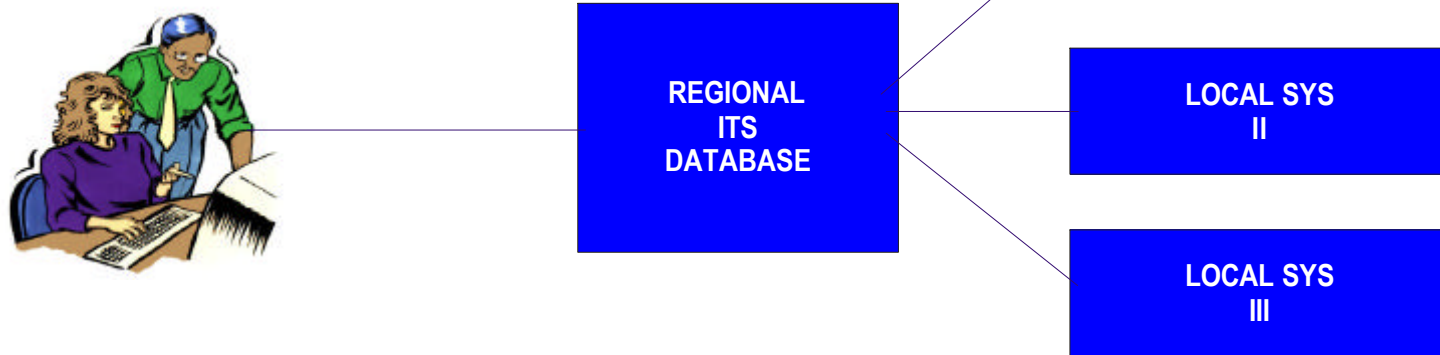 REGIONAL
ITS
DATABASE
LOCAL SYS
II
LOCAL SYS
III